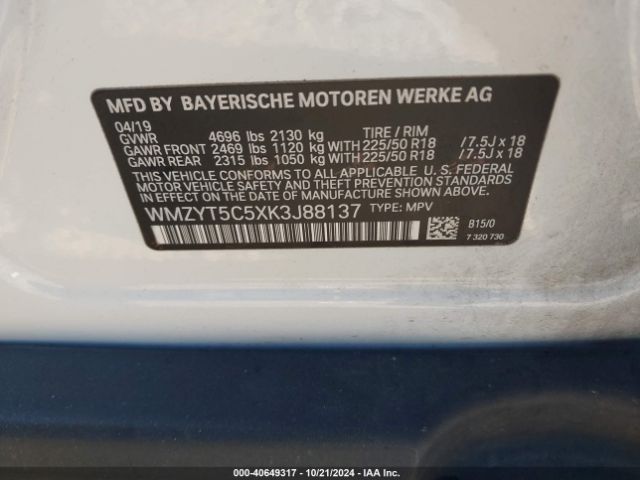 MFD BY BAYERISCHE MOTOREN WERKE AG
04/19
GVWR 4696 lbs 2130 kg TIRE / RIM
GAWR FRONT 2469 lbs 1120 kg WITH 225/50 R18 /7.5J x 18
GAWR REAR 2315 lbs 1050 kg WITH 225/50 R18 /7.5J x 18
THIS VEHICLE CONFORMS TO ALL APPLICABLE U. S. FEDERAL
MOTOR VEHICLE SAFETY, BUMPER, AND THEFT PREVENTION
STANDARDS IN EFFECT ON THE DATE OF MANUFACTURE SHOWN ABOVE.
WMZYT5C5XK3J88137 TYPE: MPV
B15/0
7 320 730
000-40649317 - 10/21/2024 - IAA Inc.